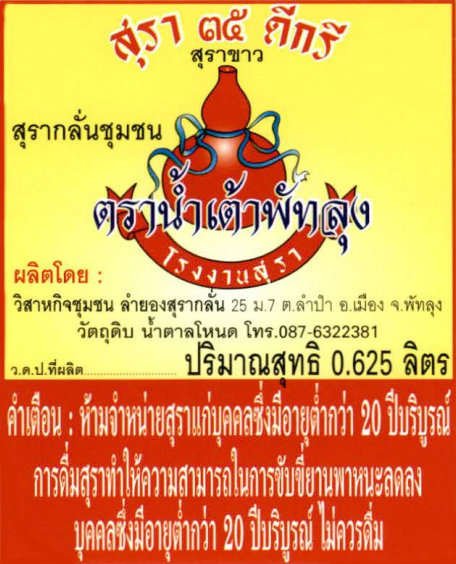 สุรา ๓๕ ดีกรี
สุราขาว
สุรากลั่นชุมชน
ตราน้ำเต้าพัทลุง
โรงงานสุรา
ผลิตโดย :
วิสาหกิจชุมชน ลำยองสุรากลั่น 25 ม.7 ต.ลำปำ อ.เมือง จ.พัทลุง
วัตถุดิบ น้ำตาลโหนด โทร.087-6322381
ว.ด.ป.ที่ผลิต........................... ปริมาณสุทธิ 0.625 ลิตร
คำเตือน : ห้ามจำหน่ายสุราแก่บุคคลซึ่งมีอายุต่ำกว่า 20 ปีบริบูรณ์
การดื่มสุราทำให้ความสามารถในการขับขี่ยานพาหนะลดลง
บุคคลซึ่งมีอายุต่ำกว่า 20 ปีบริบูรณ์ ไม่ควรดื่ม